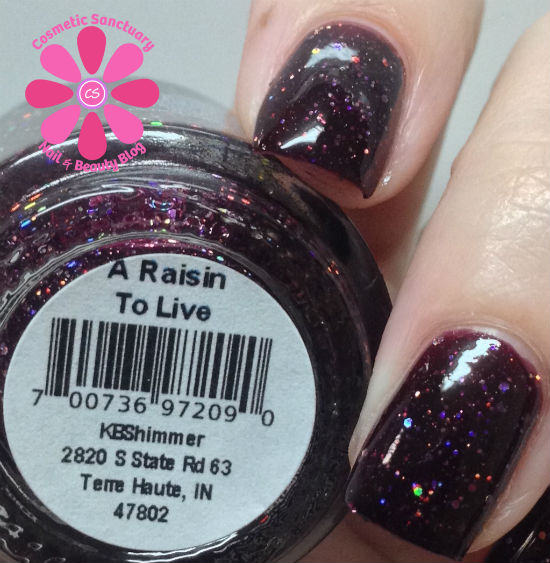 Cosmetic Sanctuary
CS
Nail & Beauty Blog
A Raisin
To Live
7 00736 97209 0
KBShimmer
2820 S State Rd 63
Terre Haute, IN
47802